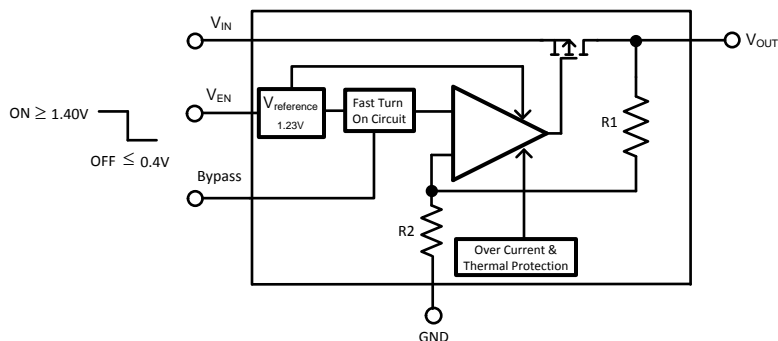 VIN
VOUT
VEN
ON ≥ 1.40V
OFF ≤ 0.4V
Vreference
1.23V
Fast Turn
On Circuit
R1
Bypass
R2
Over Current &
Thermal Protection
GND